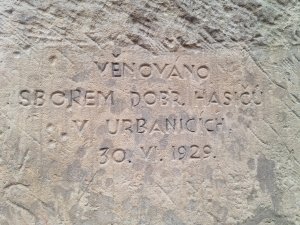 VĚNOVÁNO
SBOREM DOBR. HASIČŮ
V URBANICÍCH.
30. VI. 1929.